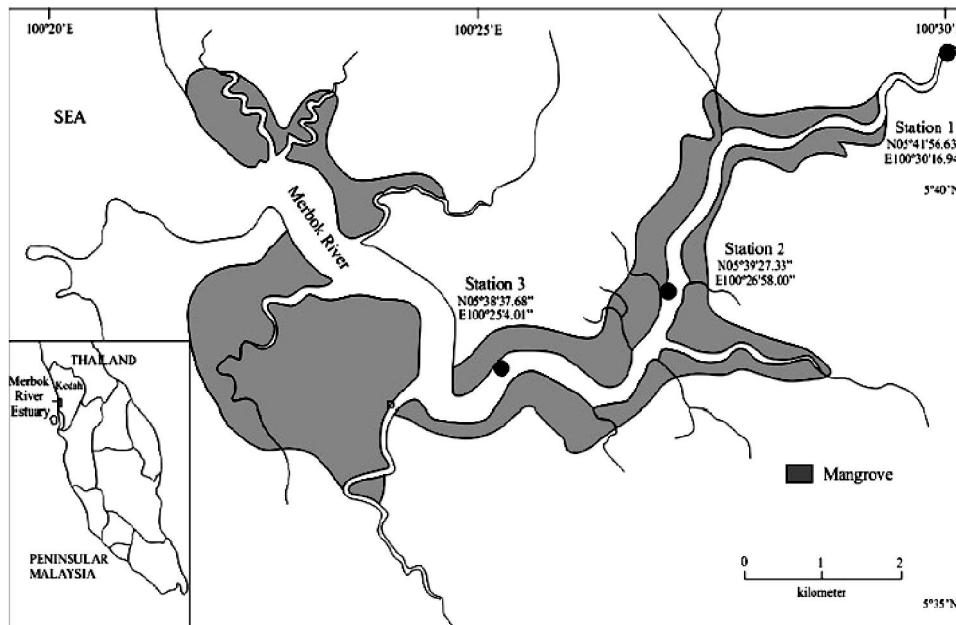 100°20'E
100°25'E
100°30'E
SEA
Merbok River
Station 1
N05°41'56.63
E100°30'16.94
5°40'N
Station 2
N05°39'27.33"
E100°26'58.00"
Station 3
N05°38'37.68"
E100°25'4.01"
THAILAND
Kedah
Merbok
River
Estuary
PENINSULAR
MALAYSIA
Mangrove
0 1 2
kilometer
5°35'N